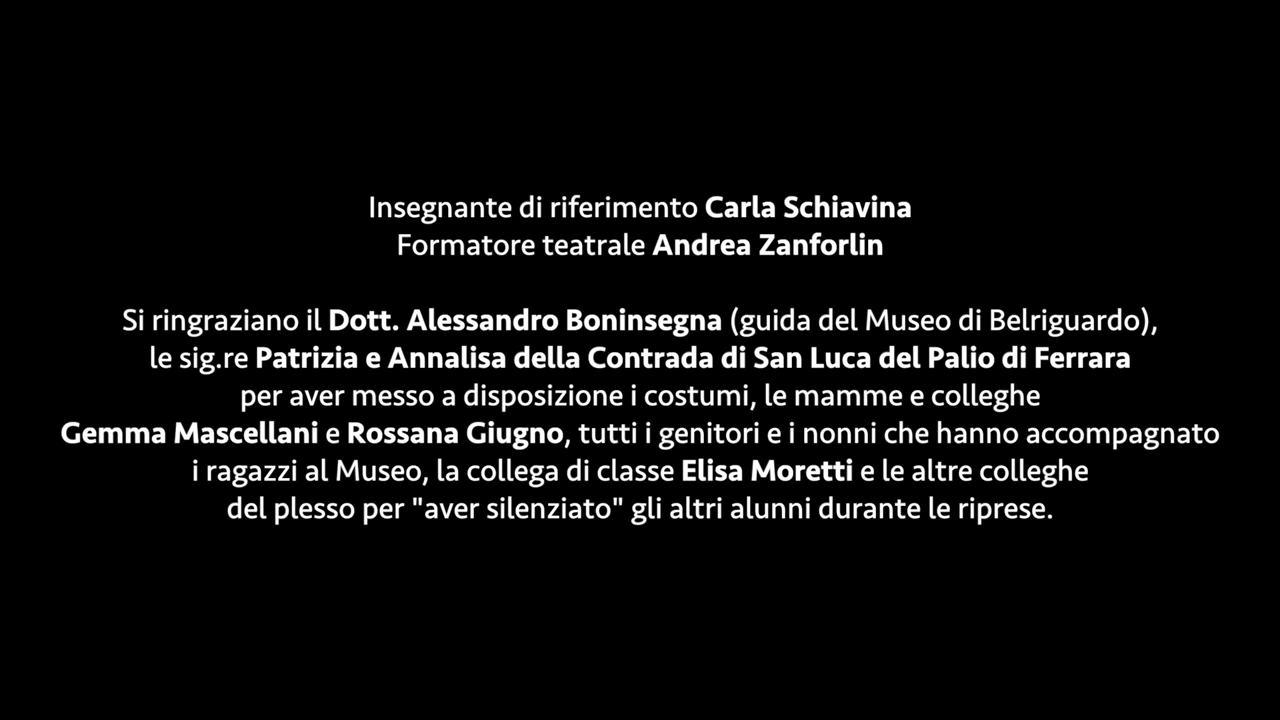 Insegnante di riferimento Carla Schiavina
Formatore teatrale Andrea Zanforlin
Si ringraziano il Dott. Alessandro Boninsegna (guida del Museo di Belriguardo),
le sig.re Patrizia e Annalisa della Contrada di San Luca del Palio di Ferrara
per aver messo a disposizione i costumi, le mamme e colleghe
Gemma Mascellani e Rossana Giugno, tutti i genitori e i nonni che hanno accompagnato
i ragazzi al Museo, la collega di classe Elisa Moretti e le altre colleghe
del plesso per "aver silenziato" gli altri alunni durante le riprese.